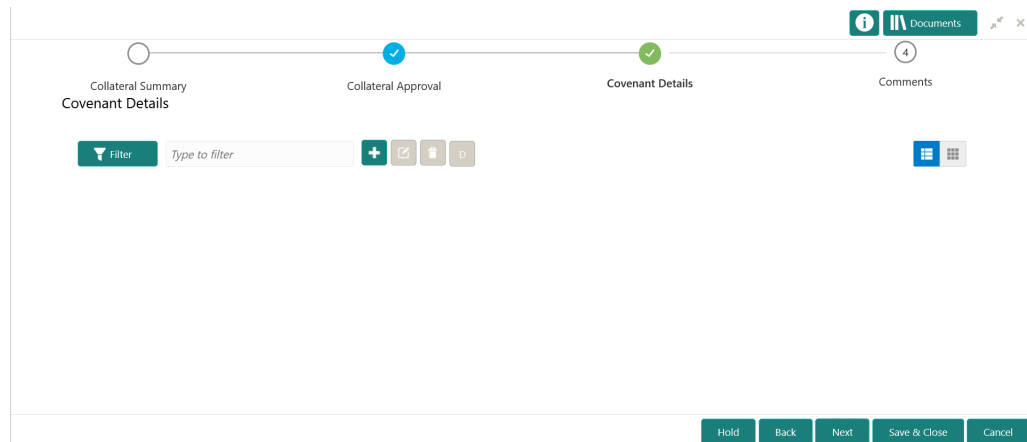 Documents
4
Collateral Summary
Collateral Approval
Covenant Details
Comments
Covenant Details
Filter
Type to filter
D
Hold
Back
Next
Save & Close
Cancel